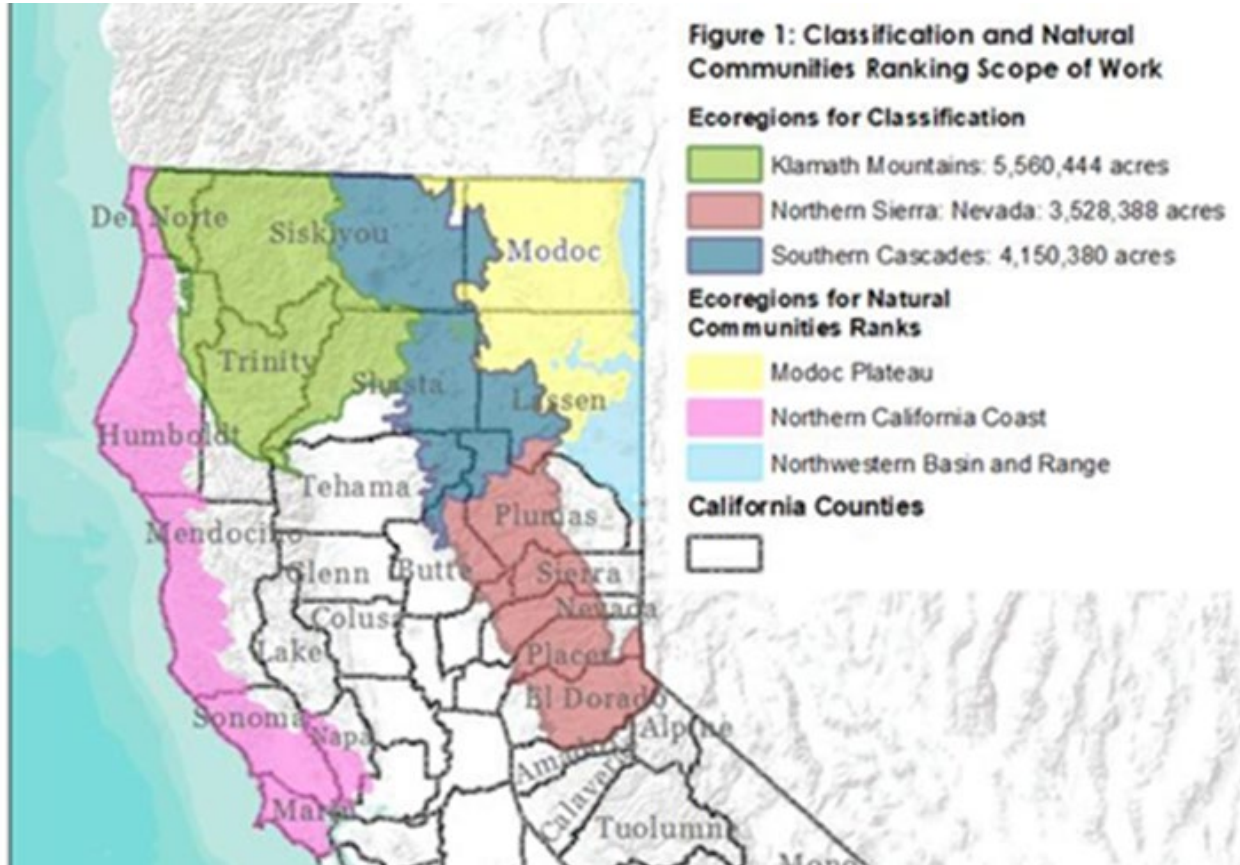 Figure 1: Classification and Natural
Communities Ranking Scope of Work
Ecoregions for Classification
Klamath Mountains: 5,560,444 acres
Northern Sierra: Nevada: 3,528,388 acres
Southern Cascades: 4,150,380 acres
Ecoregions for Natural
Communities Ranks
Modoc Plateau
Northern California Coast
Northwestern Basin and Range
California Counties
Del Norte
Siskiyou
Modoc
Trinity
Shasta
Lassen
Humboldt
Tehama
Plumas
Mendocino
Glenn
Butte
Sierra
Colusa
Nevada
Lake
Placer
El Dorado
Sonoma
Napa
Alpine
Amador
Calaveras
Marin
Tuolumne
Mono